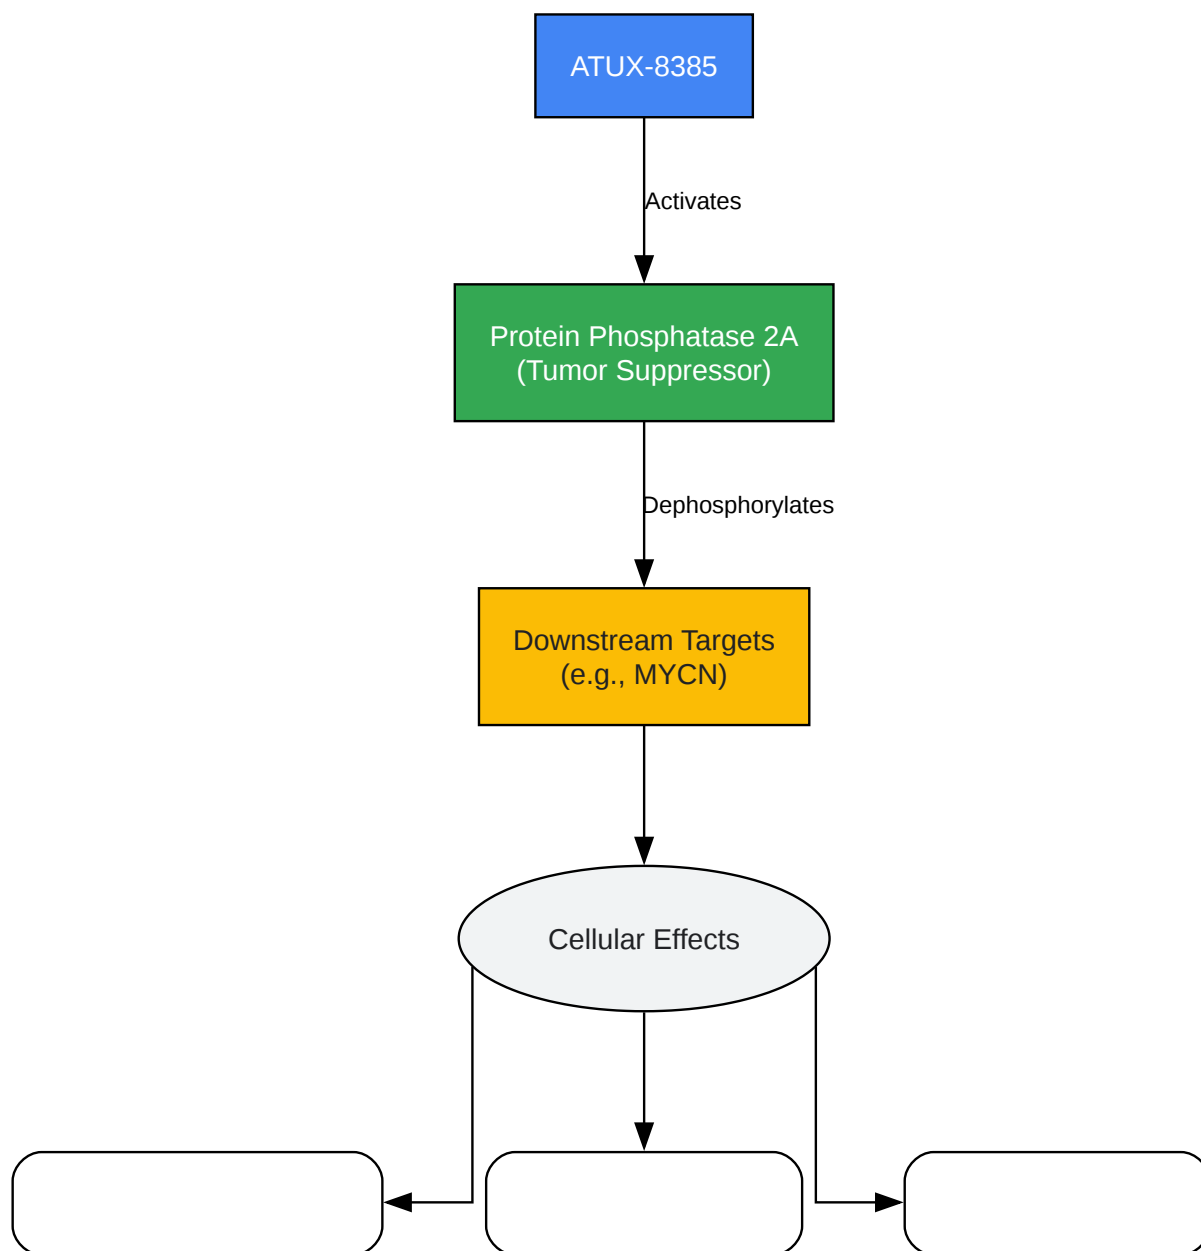 ATUX-8385
Activates
Protein Phosphatase 2A
(Tumor Suppressor)
Dephosphorylates
Downstream Targets
(e.g., MYCN)
Cellular Effects